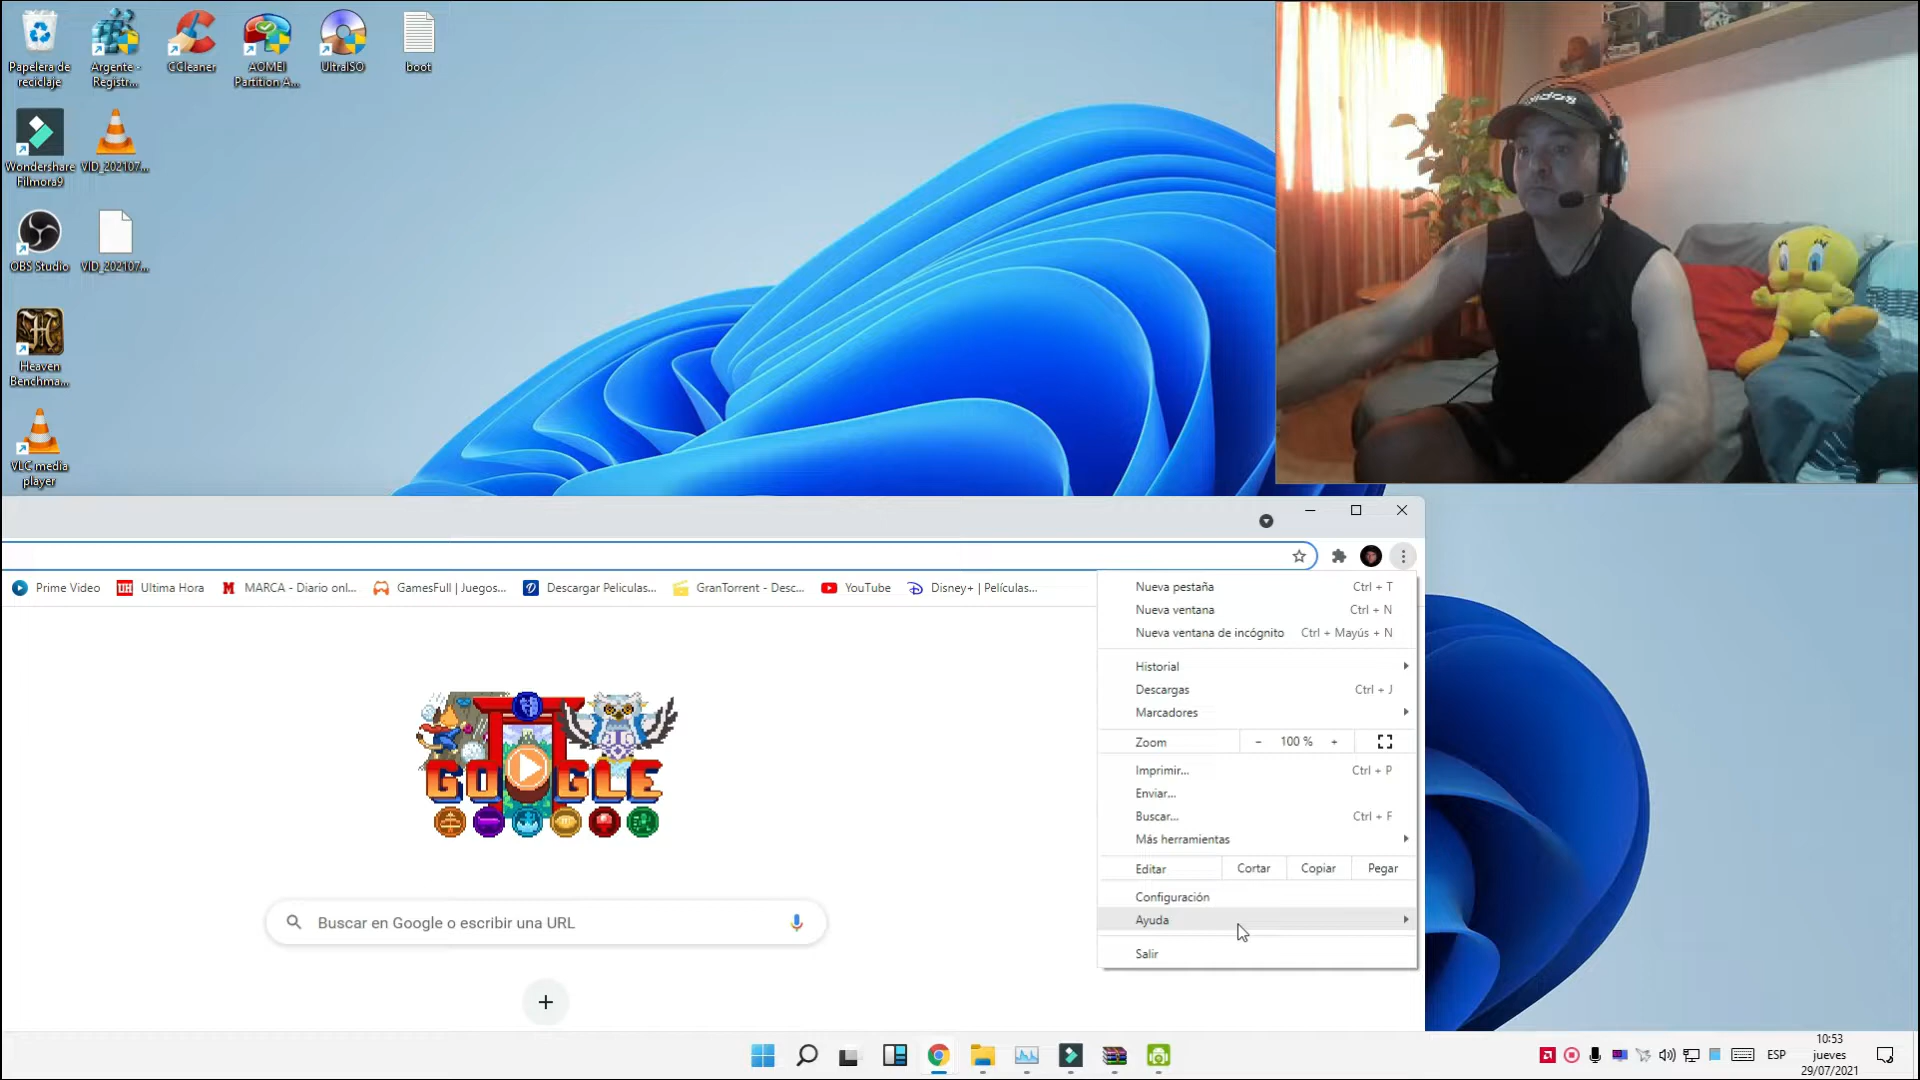 Papelera de
reciclaje
Argente -
Registr...
CCleaner
AOMEI
Partition A...
UltraISO
boot
Wondershare
Filmora9
VID_202107...
OBS Studio
VID_202107...
Heaven
Benchma...
VLC media
player
adidas
Prime Video
UH
Ultima Hora
M
MARCA - Diario onl...
GamesFull | Juegos...
Descargar Peliculas...
GranTorrent - Desc...
YouTube
Disney+ | Películas...
Nueva pestaña Ctrl + T
Nueva ventana Ctrl + N
Nueva ventana de incógnito Ctrl + Mayús + N
Historial
Descargas Ctrl + J
Marcadores
Zoom - 100 % +
Imprimir... Ctrl + P
Enviar...
Buscar... Ctrl + F
Más herramientas
Editar Cortar Copiar Pegar
Configuración
Ayuda
Salir
GOOGLE
Buscar en Google o escribir una URL
ESP
10:53
jueves
29/07/2021